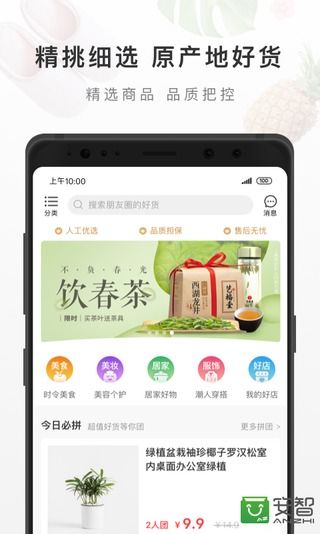 精挑细选 原产地好货
精选商品 品质把控
上午10:00
100
分类
搜索朋友圈的好货
消息
人工优选
品质担保
售后无忧
不负春光
饮春茶
限时 买茶叶送茶具
西湖龙井
艺福堂
美食
美妆
居家
服饰
好店
时令美食
美容个护
居家好物
潮人穿搭
我的好店
今日必拼 超值好货等你团
更多拼团
绿植盆栽袖珍椰子罗汉松室
内桌面办公室绿植
2人团 ¥9.9 ¥14.9
AZ
安智
ANZHI